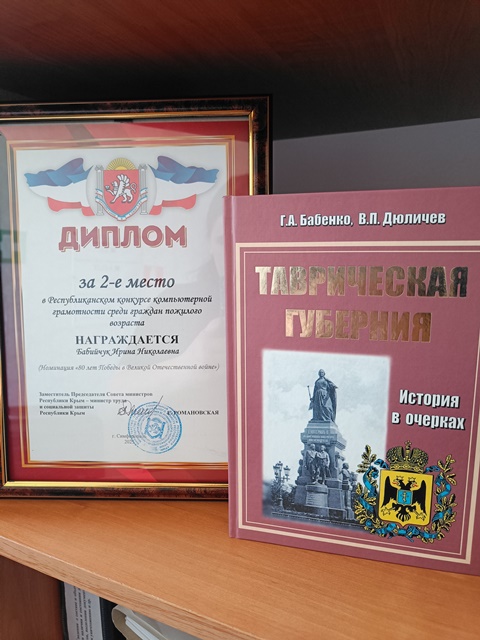 ДИПЛОМ
за 2-е место
в Республиканском конкурсе компьютерной
грамотности среди граждан пожилого
возраста
НАГРАЖДАЕТСЯ
Бабийчук Ирина Николаевна
(Номинация «80 лет Победы в Великой Отечественной войне»)
Заместитель Председателя Совета министров
Республики Крым – министр труда
и социальной защиты
Республики Крым
РОМАНОВСКАЯ
Г.А. Бабенко, В.П. Дюличев
ТАВРИЧЕСКАЯ
ГУБЕРНИЯ
История
в очерках